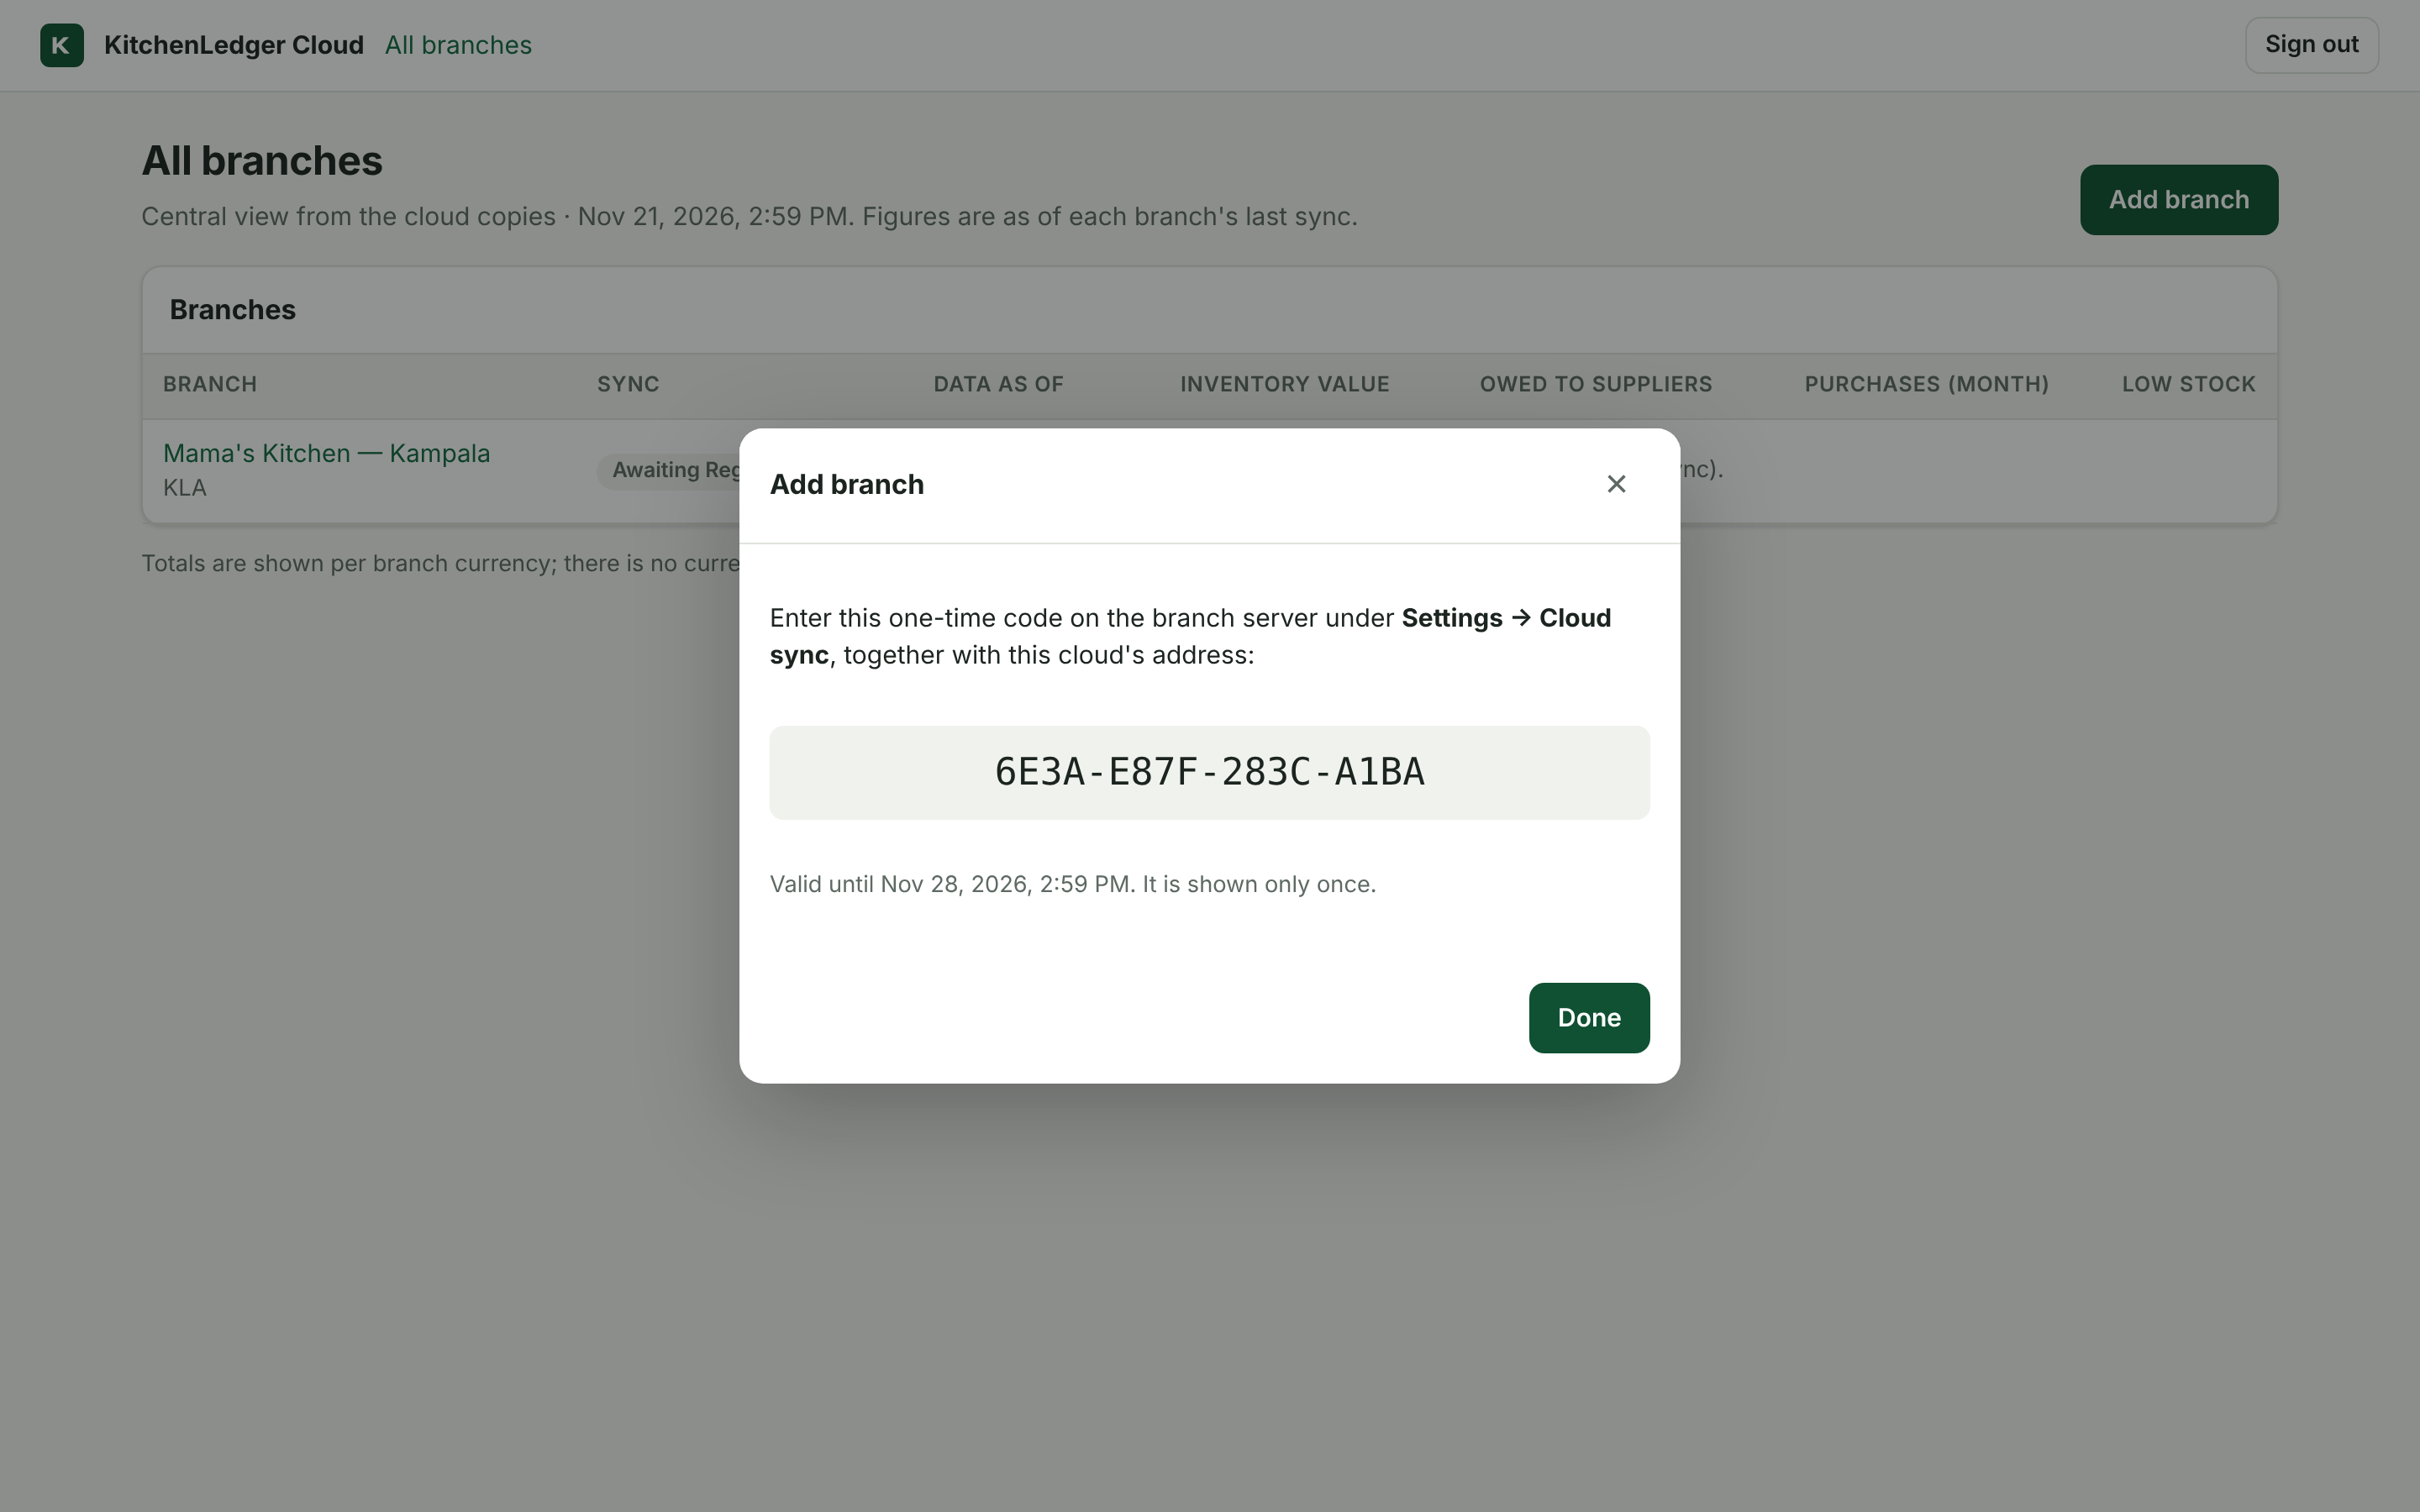 K KitchenLedger Cloud All branches Sign out
All branches
Central view from the cloud copies · Nov 21, 2026, 2:59 PM. Figures are as of each branch's last sync.
Add branch
Branches
BRANCH SYNC DATA AS OF INVENTORY VALUE OWED TO SUPPLIERS PURCHASES (MONTH) LOW STOCK
Mama's Kitchen — Kampala
KLA
Awaiting
Totals are shown per branch currency; there is no
Add branch
Enter this one-time code on the branch server under Settings → Cloud
sync, together with this cloud's address:
6E3A-E87F-283C-A1BA
Valid until Nov 28, 2026, 2:59 PM. It is shown only once.
Done